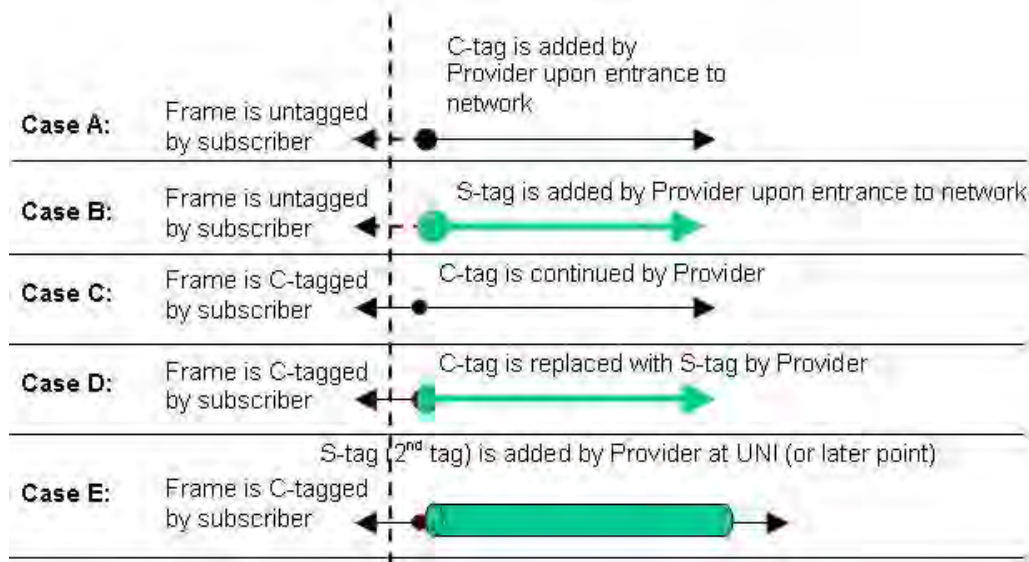 C-tag is added by
Provider upon entrance to
network
Case A:
Frame is untagged
by subscriber
S-tag is added by Provider upon entrance to network
Case B:
Frame is untagged
by subscriber
C-tag is continued by Provider
Case C:
Frame is C-tagged
by subscriber
C-tag is replaced with S-tag by Provider
Case D:
Frame is C-tagged
by subscriber
S-tag (2nd tag) is added by Provider at UNI (or later point)
Case E:
Frame is C-tagged
by subscriber